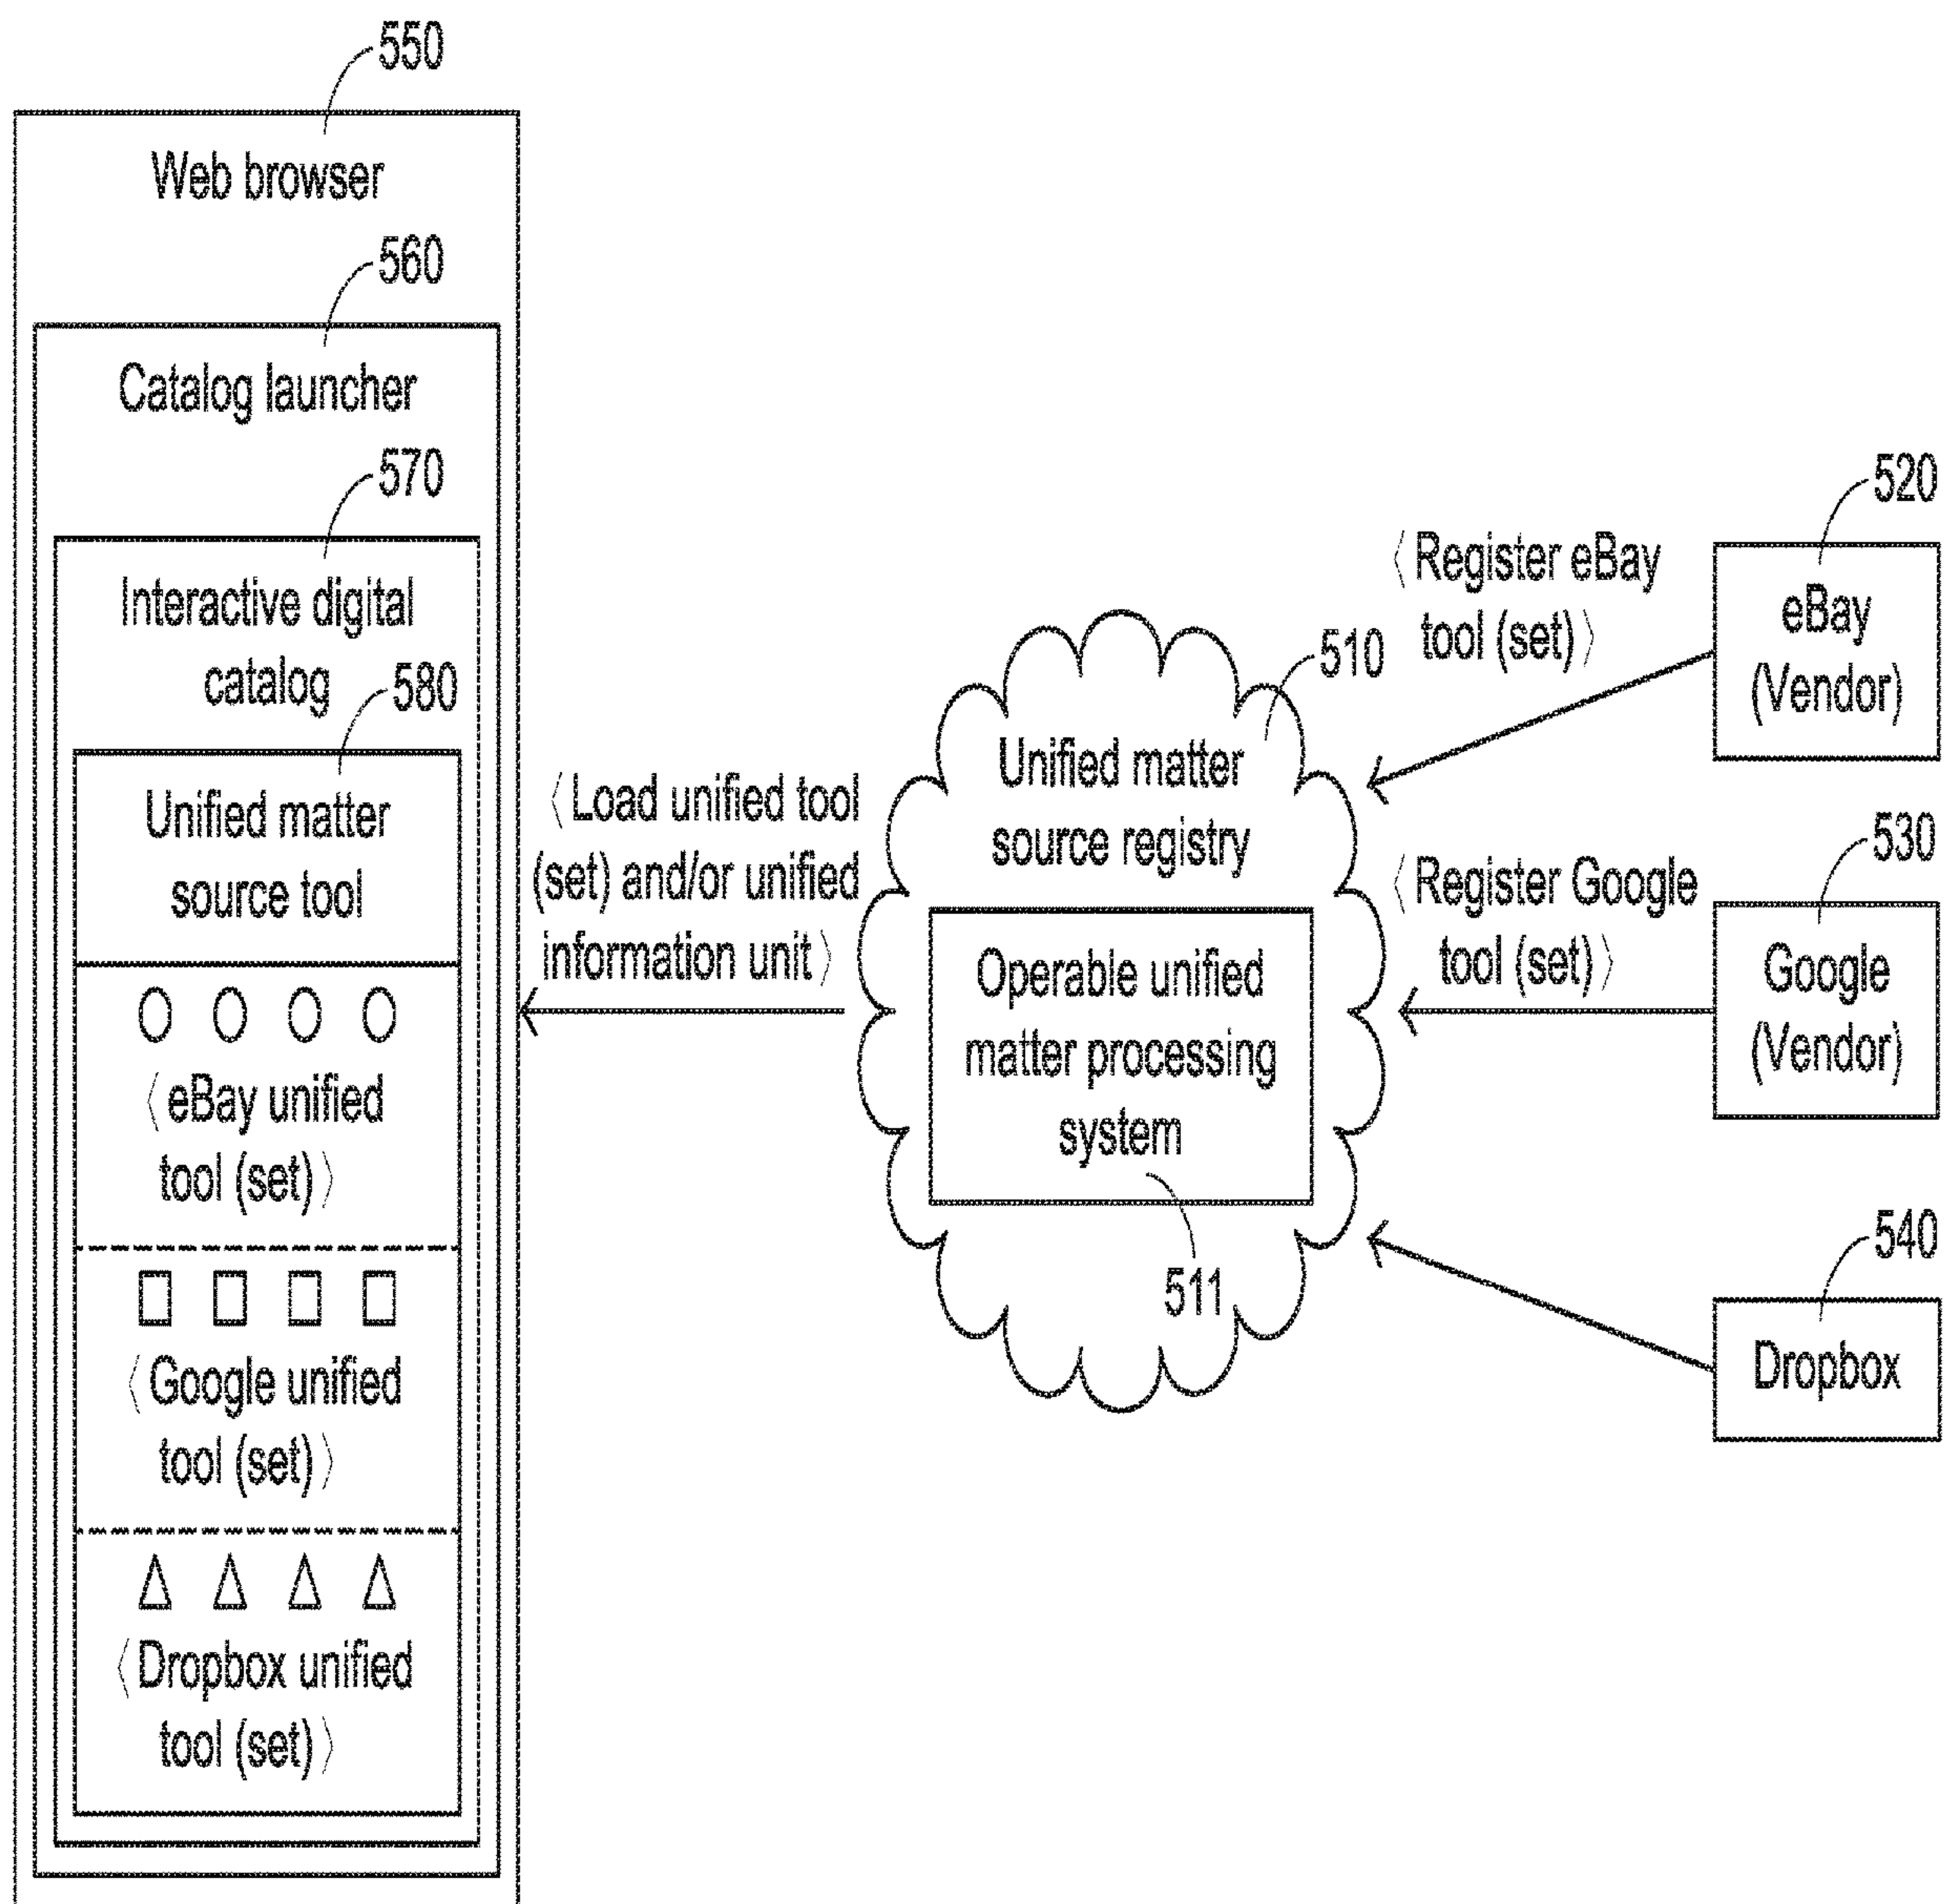 550
Web browser
560
Catalog launcher
570
Interactive digital
catalog
580
Unified matter
source tool
〈eBay unified
tool (set)〉
〈Google unified
tool (set)〉
〈Dropbox unified
tool (set)〉
〈Load unified tool
(set) and/or unified
information unit〉
510
Unified matter
source registry
Operable unified
matter processing
system
511
〈Register eBay
tool (set)〉
〈Register Google
tool (set)〉
520
eBay
(Vendor)
530
Google
(Vendor)
540
Dropbox